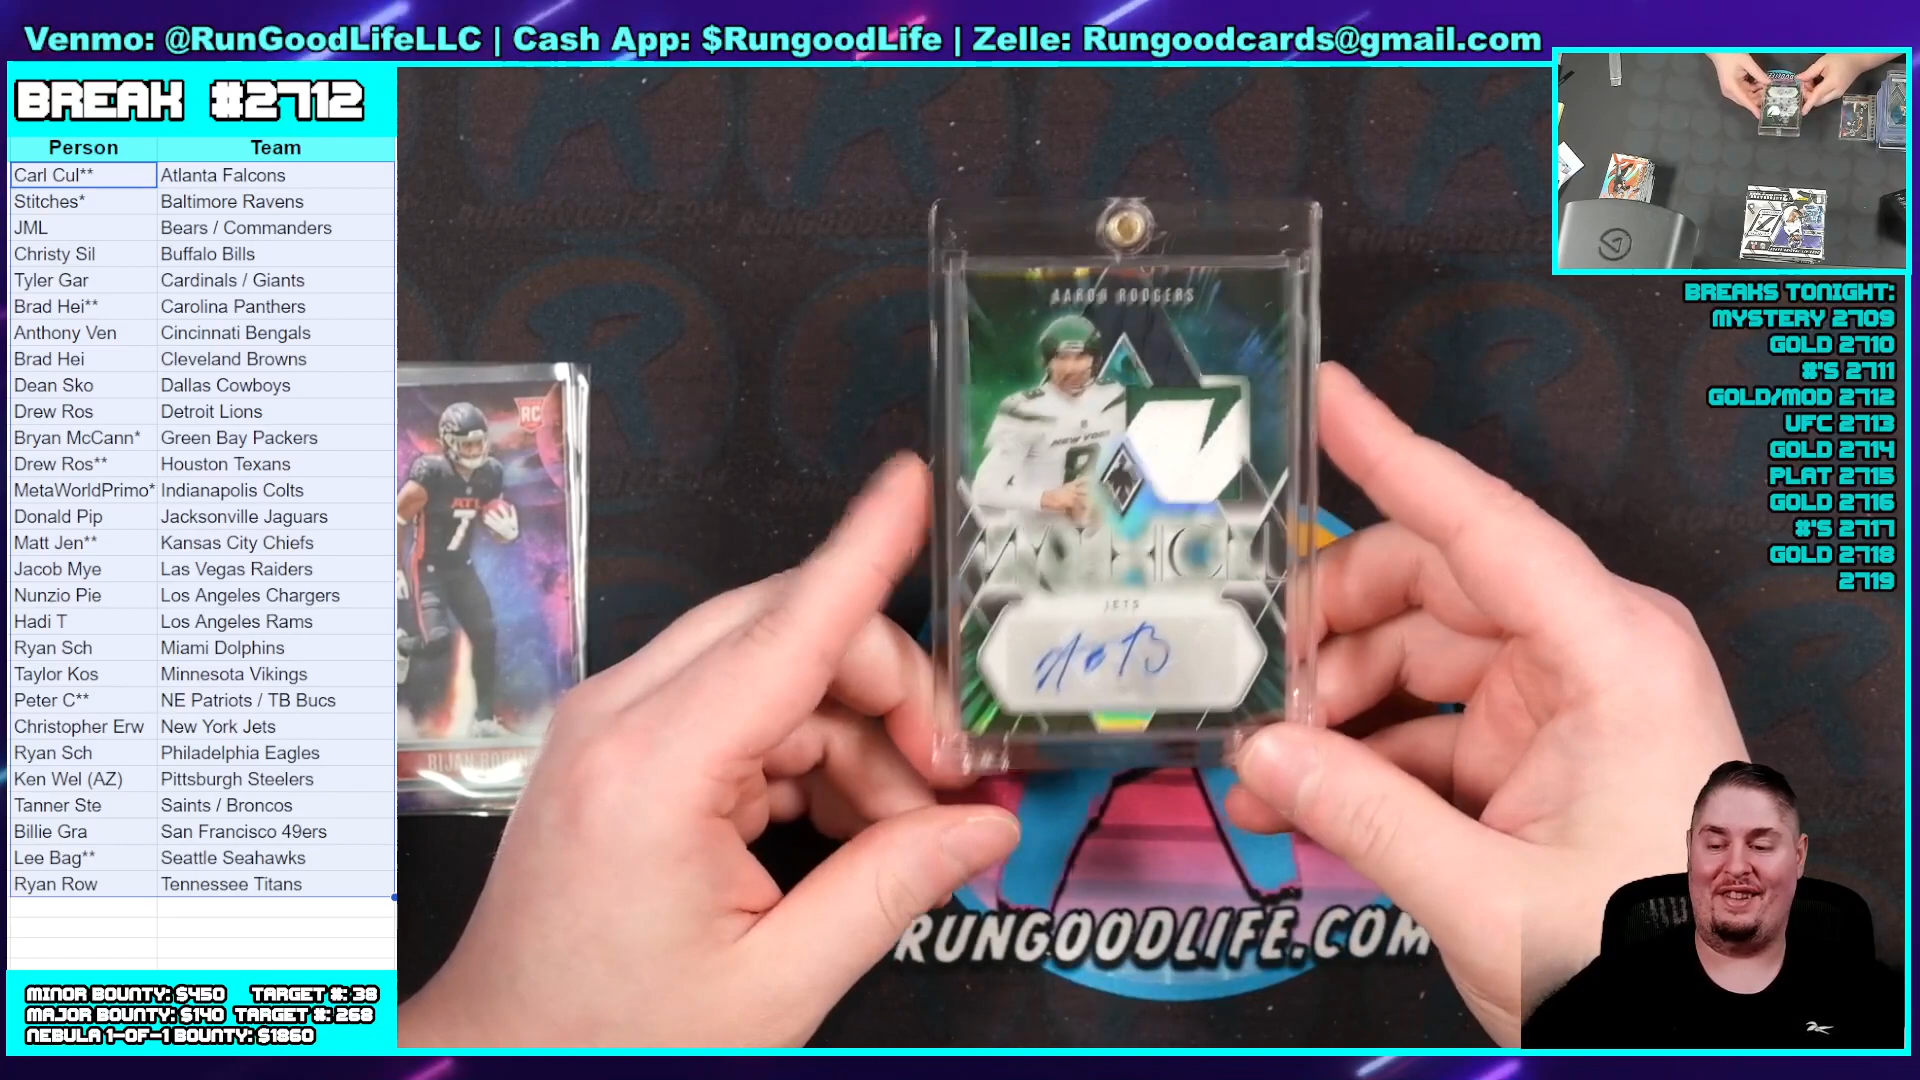 Venmo: @RunGoodLifeLLC | Cash App: $RungoodLife | Zelle: Rungoodcards@gmail.com
BREAK #2712
Person Team
Carl Cul** Atlanta Falcons
Stitches* Baltimore Ravens
JML Bears / Commanders
Christy Sil Buffalo Bills
Tyler Gar Cardinals / Giants
Brad Hei** Carolina Panthers
Anthony Ven Cincinnati Bengals
Brad Hei Cleveland Browns
Dean Sko Dallas Cowboys
Drew Ros Detroit Lions
Bryan McCann* Green Bay Packers
Drew Ros** Houston Texans
MetaWorldPrimo* Indianapolis Colts
Donald Pip Jacksonville Jaguars
Matt Jen** Kansas City Chiefs
Jacob Mye Las Vegas Raiders
Nunzio Pie Los Angeles Chargers
Hadi T Los Angeles Rams
Ryan Sch Miami Dolphins
Taylor Kos Minnesota Vikings
Peter C** NE Patriots / TB Bucs
Christopher Erw New York Jets
Ryan Sch Philadelphia Eagles
Ken Wel (AZ) Pittsburgh Steelers
Tanner Ste Saints / Broncos
Billie Gra San Francisco 49ers
Lee Bag** Seattle Seahawks
Ryan Row Tennessee Titans
MINOR BOUNTY: $450 TARGET #: 38
MAJOR BOUNTY: $140 TARGET #: 268
NEBULA 1-OF-1 BOUNTY: $1860
AARON RODGERS
NEW YORK
8
JETS
RC
ATL
7
RUNGOODLIFE.COM
BREAKS TONIGHT:
MYSTERY 2709
GOLD 2710
#'S 2711
GOLD/MOD 2712
UFC 2713
GOLD 2714
PLAT 2715
GOLD 2716
#'S 2717
GOLD 2718
2719